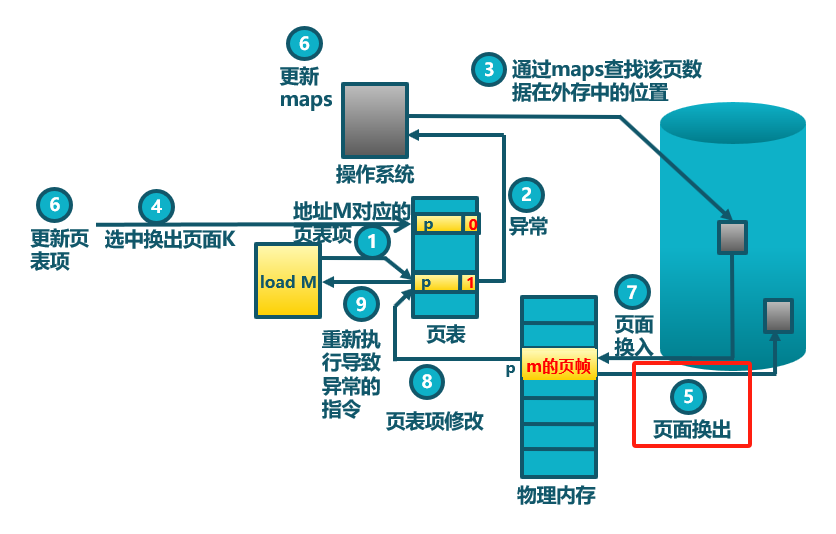 6
更新
maps
3
通过maps查找该页数
据在外存中的位置
操作系统
2
异常
6
更新页
表项
4
选中换出页面K
地址M对应的
页表项
p
0
1
load M
p
1
页表
9
重新执
行导致
异常的
指令
8
页表项修改
7
页面
换入
p
m的页帧
5
页面换出
物理内存